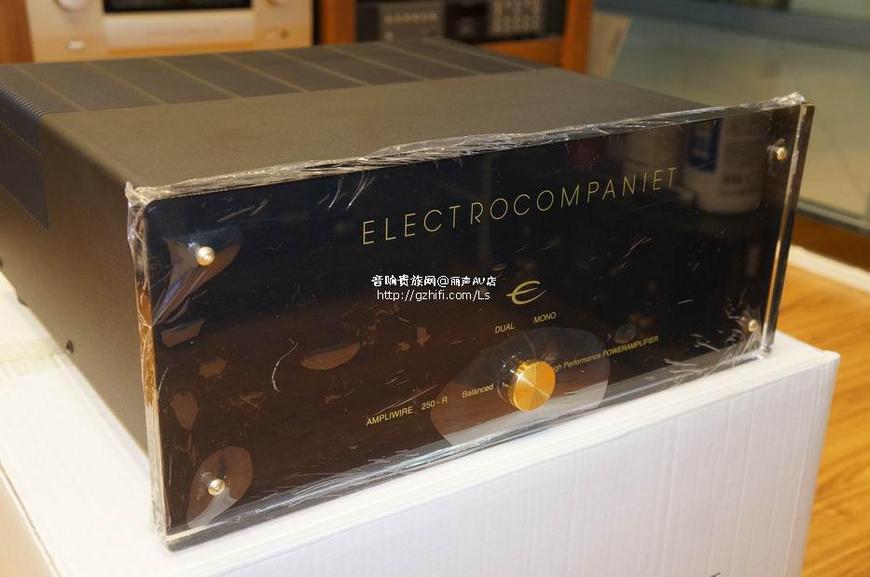 ELECTROCOMPANIET
音响贵族网@丽声AV店
http://gzhifi.com/Ls
DUAL MONO
AMPLIWIRE 250 - R Balanced High Performance POWERAMPLIFIER